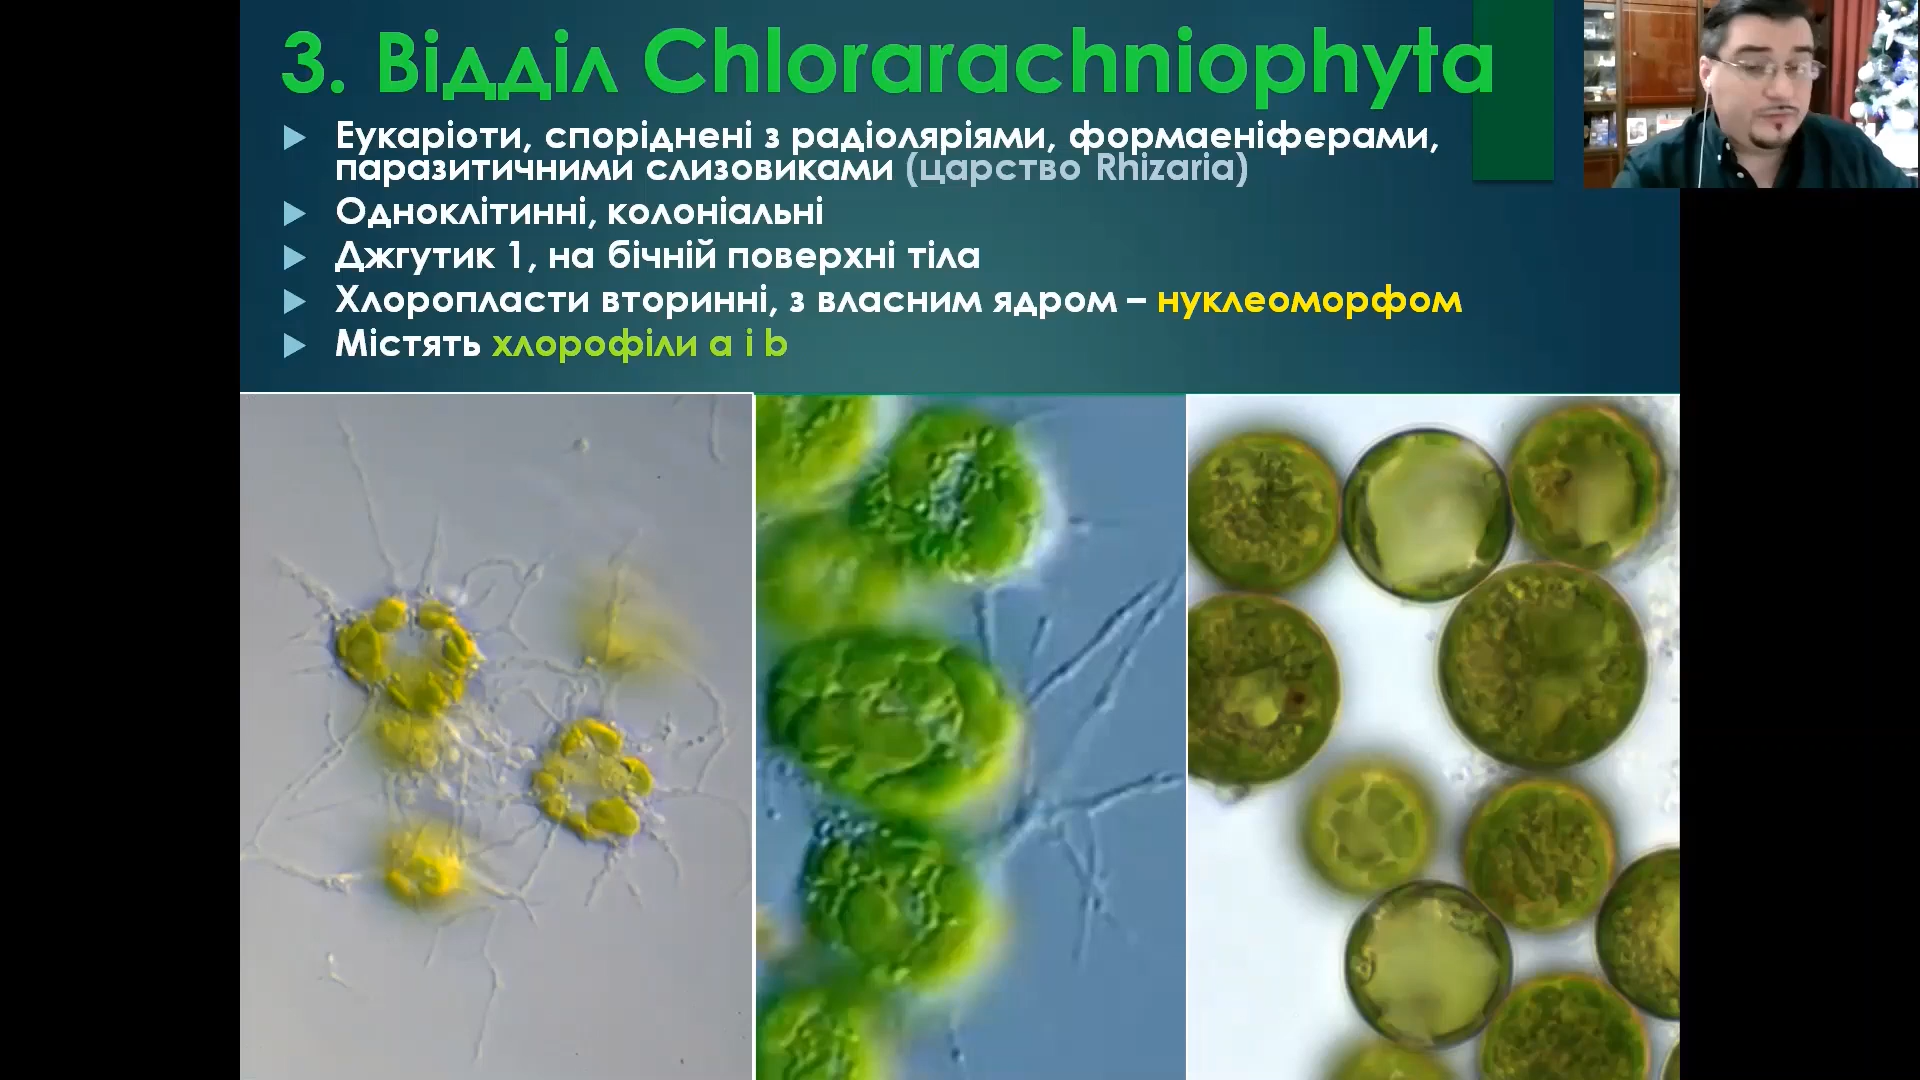 3. Відділ Chlorarachniophyta
Еукаріоти, споріднені з радіоляріями, формаеніферами,
паразитичними слизовиками (царство Rhizaria)
Одноклітинні, колоніальні
Джгутик 1, на бічній поверхні тіла
Хлоропласти вторинні, з власним ядром – нуклеоморфом
Містять хлорофіли a і b